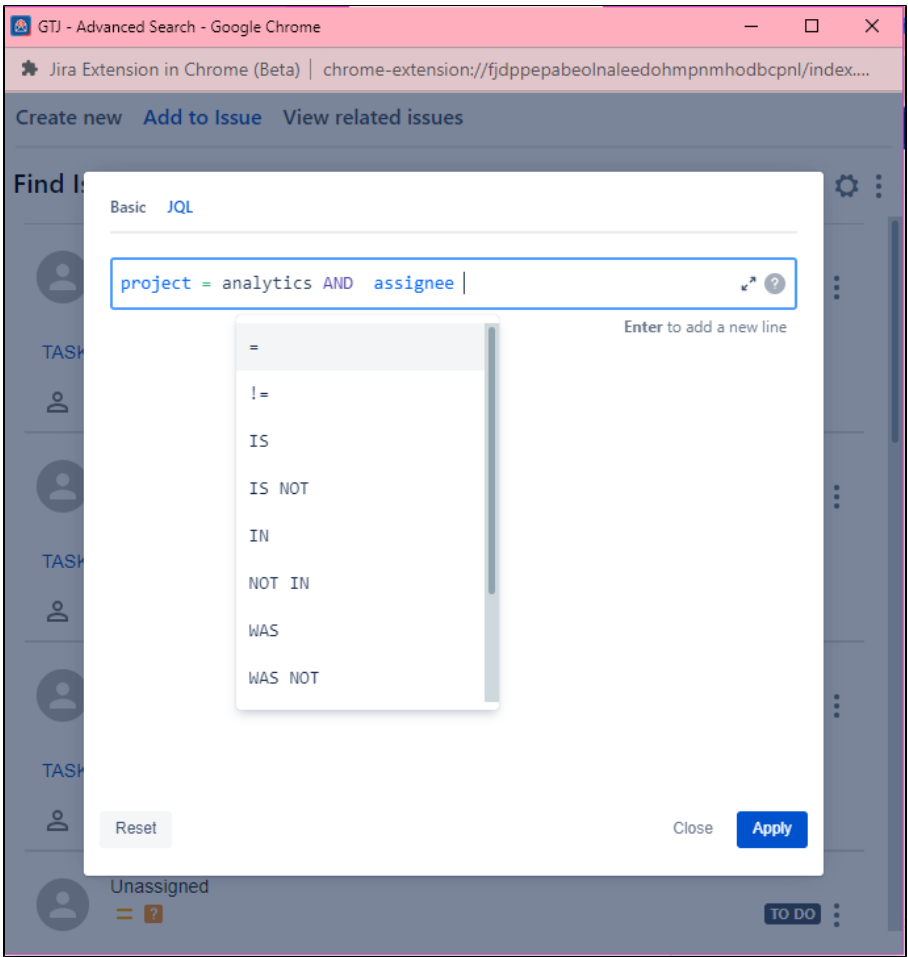 GTJ - Advanced Search - Google Chrome
Jira Extension in Chrome (Beta) | chrome-extension://fjdppepabeolnaleedohmpnmhodbcpnl/index....
Create new Add to Issue View related issues
Find Is
Basic JQL
project = analytics AND assignee
Enter to add a new line
=
!=
IS
IS NOT
IN
NOT IN
WAS
WAS NOT
TASK
TASK
TASK
Reset Close Apply
Unassigned
TO DO